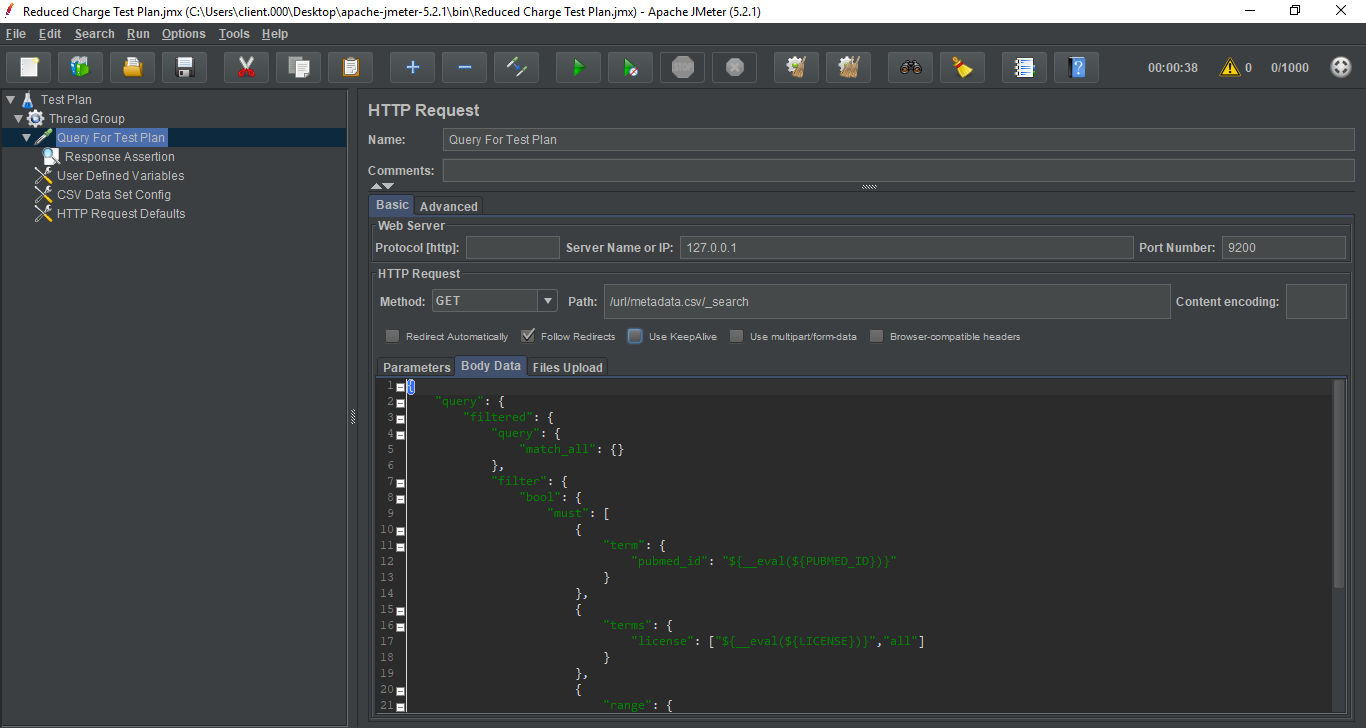 Reduced Charge Test Plan.jmx (C:\Users\client.000\Desktop\apache-jmeter-5.2.1\bin\Reduced Charge Test Plan.jmx) - Apache JMeter (5.2.1)
File Edit Search Run Options Tools Help
STOP 00:00:38 0 0/1000
Test Plan
Thread Group
Query For Test Plan
Response Assertion
User Defined Variables
CSV Data Set Config
HTTP Request Defaults
HTTP Request
Name: Query For Test Plan
Comments:
Basic Advanced
Web Server
Protocol [http]: Server Name or IP: 127.0.0.1 Port Number: 9200
HTTP Request
Method: GET Path: /url/metadata.csv/_search Content encoding:
Redirect Automatically Follow Redirects Use KeepAlive Use multipart/form-data Browser-compatible headers
Parameters Body Data Files Upload
1 {
2 "query": {
3 "filtered": {
4 "query": {
5 "match_all": {}
6 },
7 "filter": {
8 "bool": {
9 "must": [
10 {
11 "term": {
12 "pubmed_id": "${__eval(${PUBMED_ID})}"
13 }
14 },
15 {
16 "terms": {
17 "license": ["${__eval(${LICENSE})}","all"]
18 }
19 },
20 {
21 "range": {